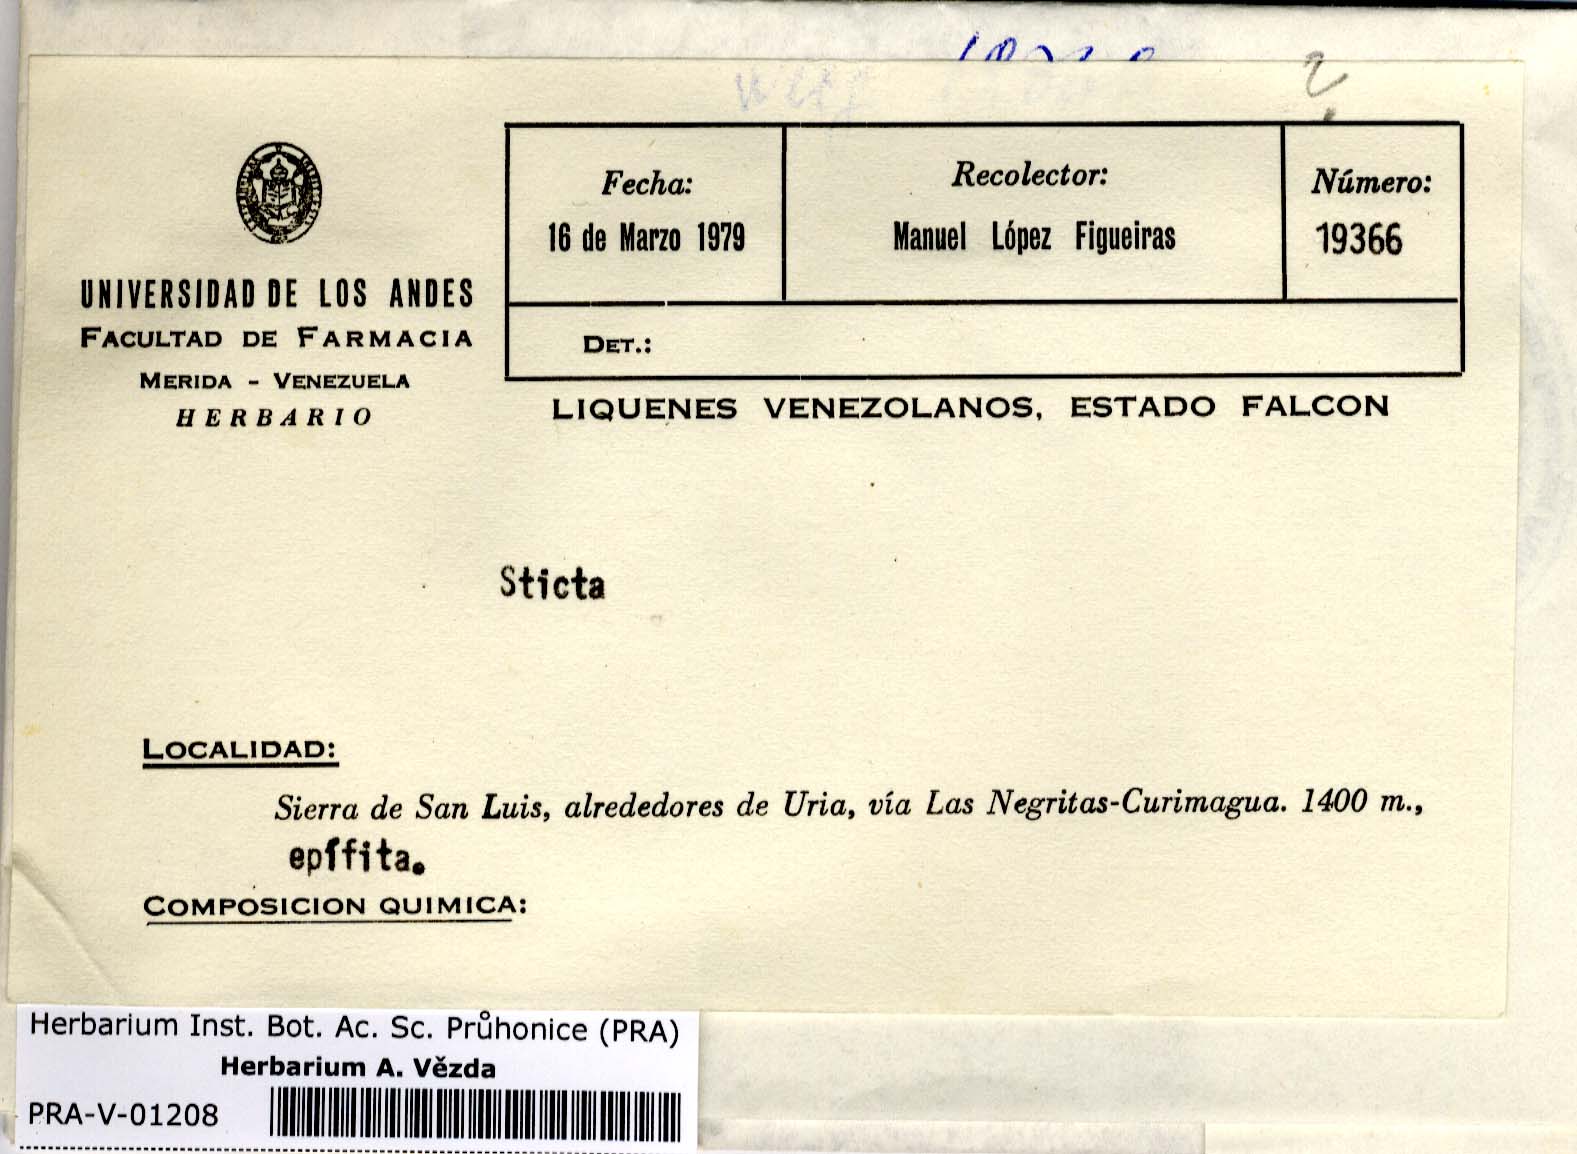 ?
UNIVERSIDAD DE LOS ANDES
FACULTAD DE FARMACIA
MERIDA - VENEZUELA
HERBARIO
Fecha:
16 de Marzo 1979
Recolector:
Manuel López Figueiras
Número:
19366
DET.:
LIQUENES VENEZOLANOS, ESTADO FALCON
Sticta
LOCALIDAD:
Sierra de San Luis, alrededores de Uria, vía Las Negritas-Curimagua. 1400 m.,
epífita.
COMPOSICION QUIMICA:
Herbarium Inst. Bot. Ac. Sc. Průhonice (PRA)
Herbarium A. Vězda
PRA-V-01208